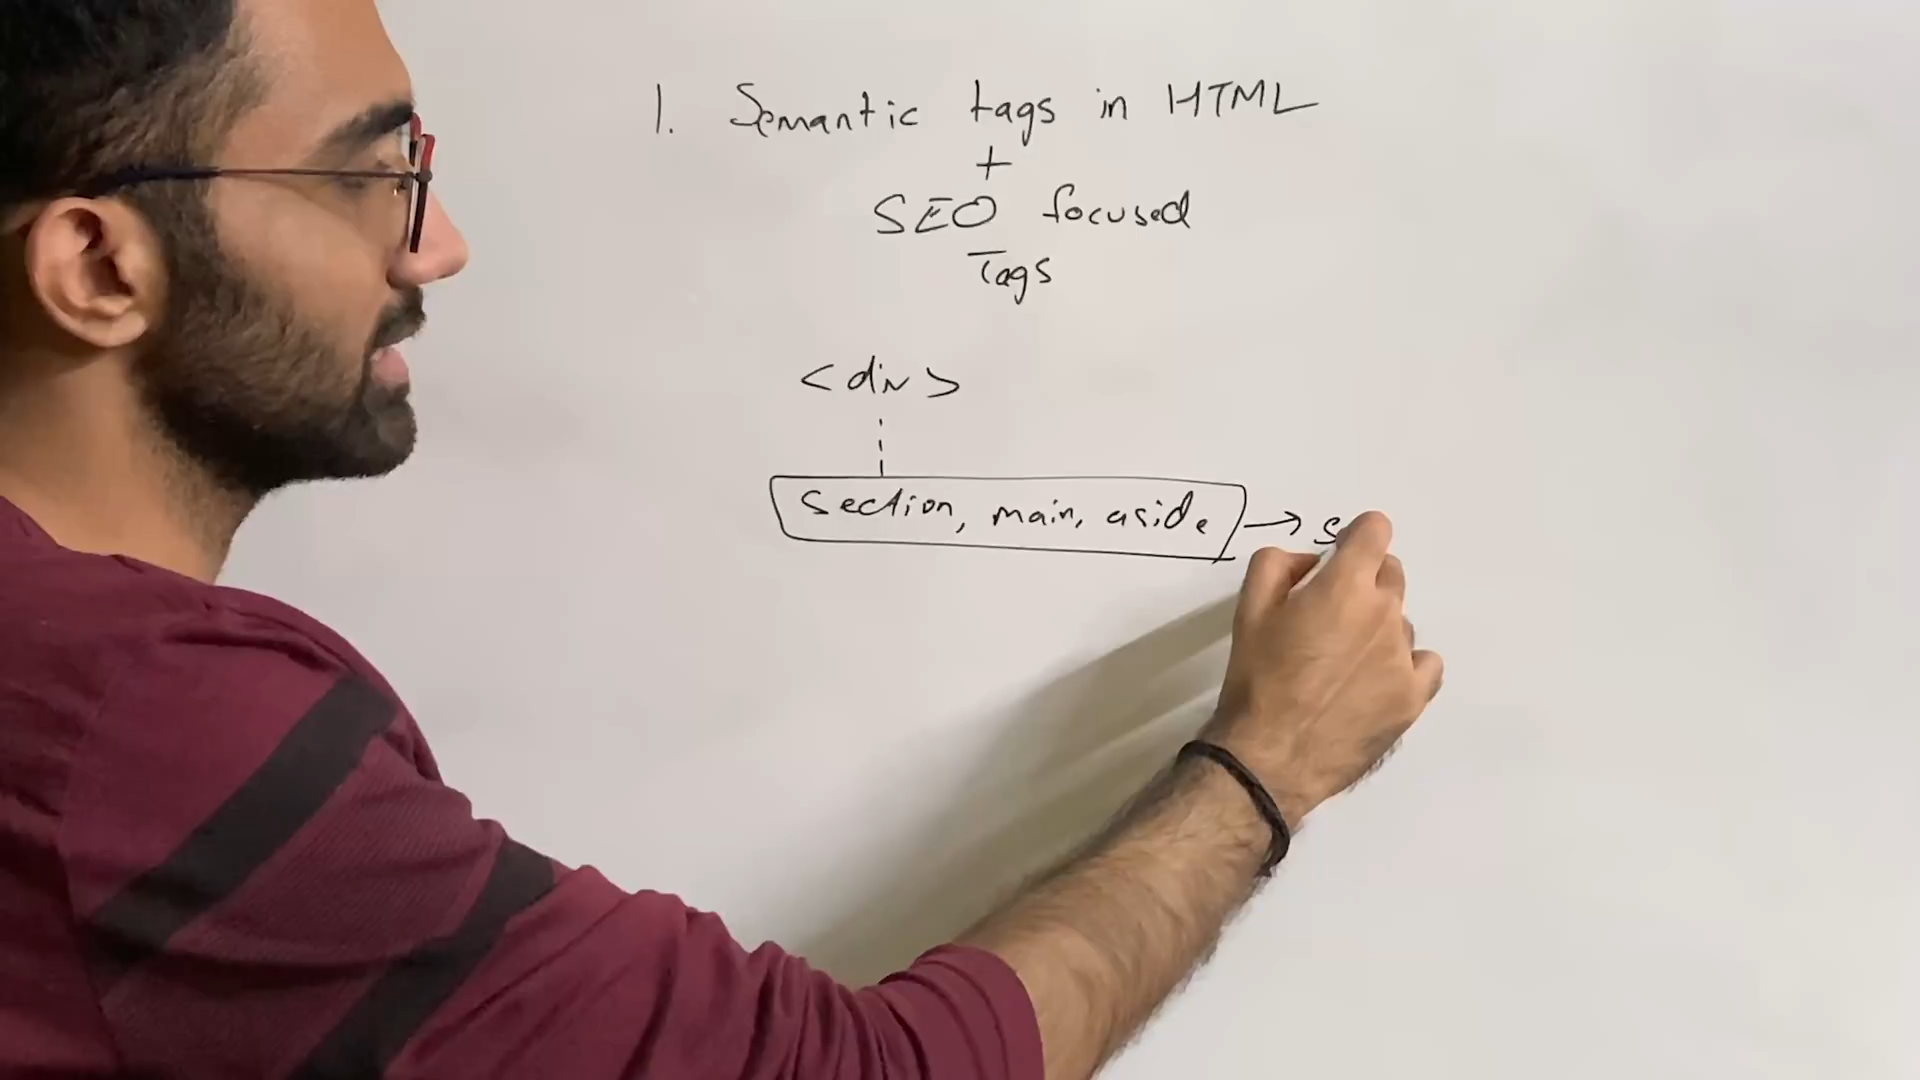 1. Semantic tags in HTML
+
SEO focused
Tags
<div>
section, main, aside → s